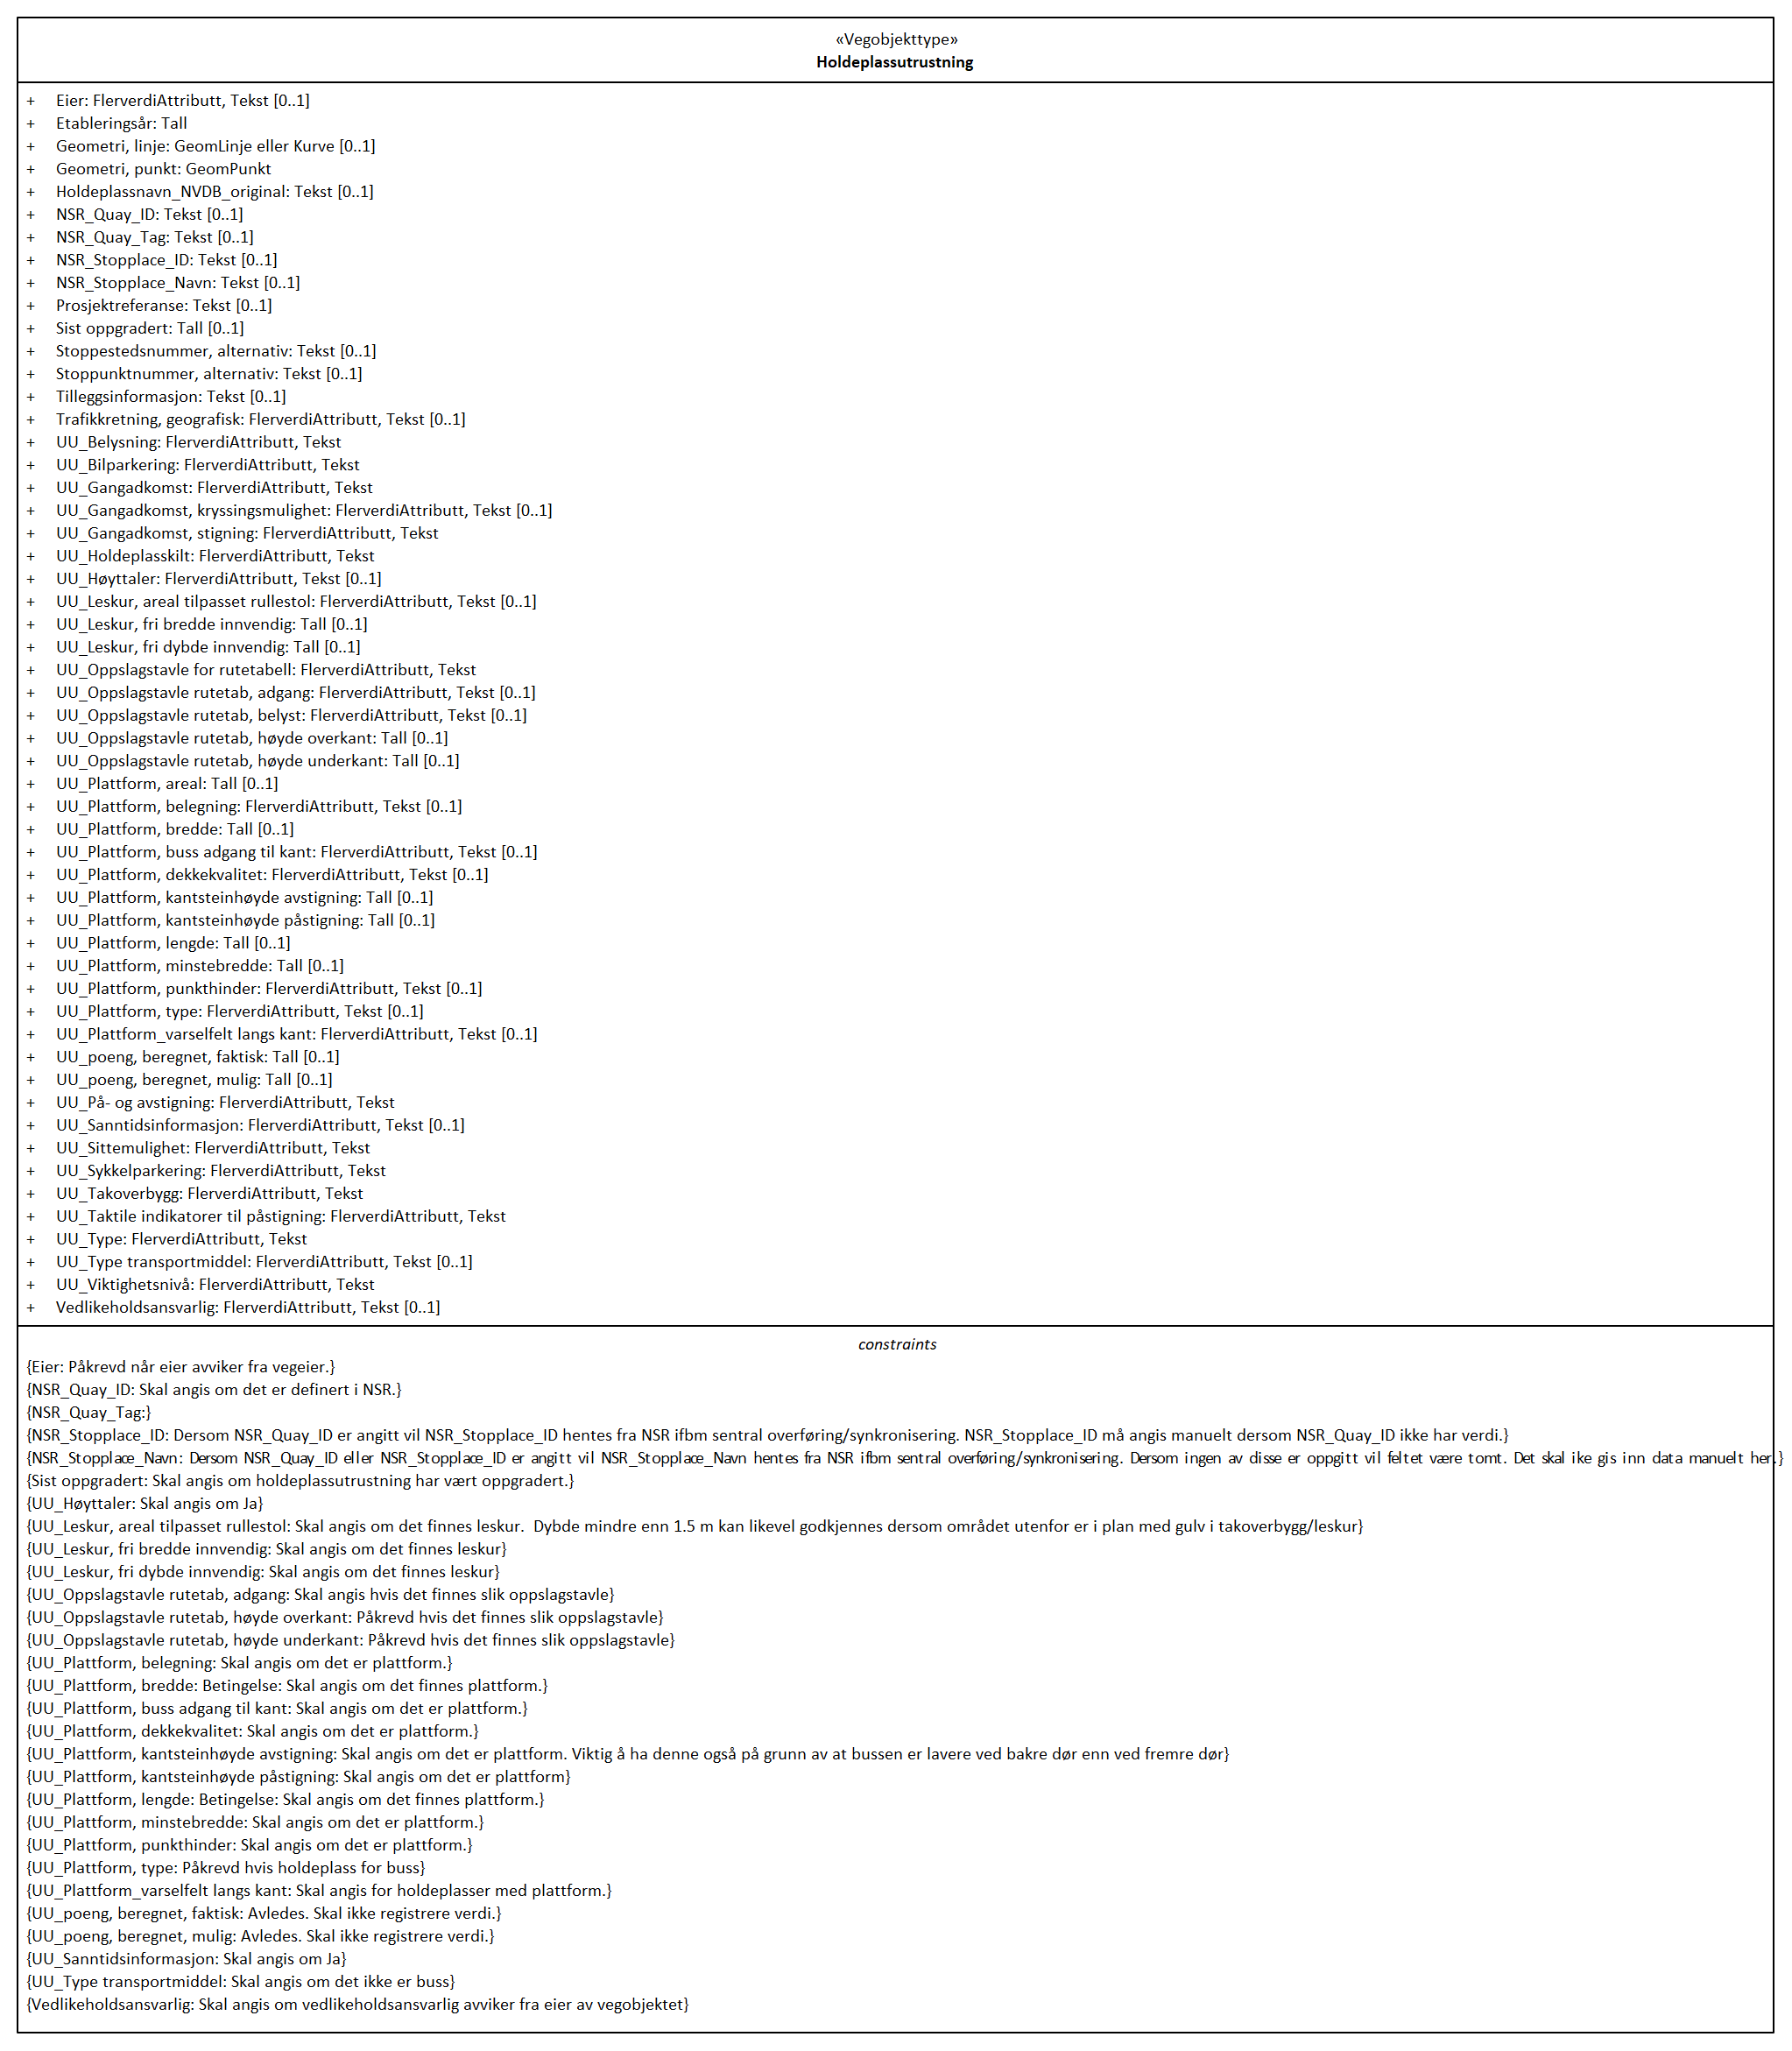 «Vegobjekttype»
Holdeplassutrustning
+ Eier: FlerverdiAttributt, Tekst [0..1]
+ Etableringsår: Tall
+ Geometri, linje: GeomLinje eller Kurve [0..1]
+ Geometri, punkt: GeomPunkt
+ Holdeplassnavn_NVDB_original: Tekst [0..1]
+ NSR_Quay_ID: Tekst [0..1]
+ NSR_Quay_Tag: Tekst [0..1]
+ NSR_Stopplace_ID: Tekst [0..1]
+ NSR_Stopplace_Navn: Tekst [0..1]
+ Prosjektreferanse: Tekst [0..1]
+ Sist oppgradert: Tall [0..1]
+ Stoppestedsnummer, alternativ: Tekst [0..1]
+ Stoppunktnummer, alternativ: Tekst [0..1]
+ Tilleggsinformasjon: Tekst [0..1]
+ Trafikkretning, geografisk: FlerverdiAttributt, Tekst [0..1]
+ UU_Belysning: FlerverdiAttributt, Tekst
+ UU_Bilparkering: FlerverdiAttributt, Tekst
+ UU_Gangadkomst: FlerverdiAttributt, Tekst
+ UU_Gangadkomst, kryssingsmulighet: FlerverdiAttributt, Tekst [0..1]
+ UU_Gangadkomst, stigning: FlerverdiAttributt, Tekst
+ UU_Holdeplasskilt: FlerverdiAttributt, Tekst
+ UU_Høyttaler: FlerverdiAttributt, Tekst [0..1]
+ UU_Leskur, areal tilpasset rullestol: FlerverdiAttributt, Tekst [0..1]
+ UU_Leskur, fri bredde innvendig: Tall [0..1]
+ UU_Leskur, fri dybde innvendig: Tall [0..1]
+ UU_Oppslagstavle for rutetabell: FlerverdiAttributt, Tekst
+ UU_Oppslagstavle rutetab, adgang: FlerverdiAttributt, Tekst [0..1]
+ UU_Oppslagstavle rutetab, belyst: FlerverdiAttributt, Tekst [0..1]
+ UU_Oppslagstavle rutetab, høyde overkant: Tall [0..1]
+ UU_Oppslagstavle rutetab, høyde underkant: Tall [0..1]
+ UU_Plattform, areal: Tall [0..1]
+ UU_Plattform, belegning: FlerverdiAttributt, Tekst [0..1]
+ UU_Plattform, bredde: Tall [0..1]
+ UU_Plattform, buss adgang til kant: FlerverdiAttributt, Tekst [0..1]
+ UU_Plattform, dekkekvalitet: FlerverdiAttributt, Tekst [0..1]
+ UU_Plattform, kantsteinhøyde avstigning: Tall [0..1]
+ UU_Plattform, kantsteinhøyde påstigning: Tall [0..1]
+ UU_Plattform, lengde: Tall [0..1]
+ UU_Plattform, minstebredde: Tall [0..1]
+ UU_Plattform, punkthinder: FlerverdiAttributt, Tekst [0..1]
+ UU_Plattform, type: FlerverdiAttributt, Tekst [0..1]
+ UU_Plattform_varselfelt langs kant: FlerverdiAttributt, Tekst [0..1]
+ UU_poeng, beregnet, faktisk: Tall [0..1]
+ UU_poeng, beregnet, mulig: Tall [0..1]
+ UU_På- og avstigning: FlerverdiAttributt, Tekst
+ UU_Sanntidsinformasjon: FlerverdiAttributt, Tekst [0..1]
+ UU_Sittemulighet: FlerverdiAttributt, Tekst
+ UU_Sykkelparkering: FlerverdiAttributt, Tekst
+ UU_Takoverbygg: FlerverdiAttributt, Tekst
+ UU_Taktile indikatorer til påstigning: FlerverdiAttributt, Tekst
+ UU_Type: FlerverdiAttributt, Tekst
+ UU_Type transportmiddel: FlerverdiAttributt, Tekst [0..1]
+ UU_Viktighetsnivå: FlerverdiAttributt, Tekst
+ Vedlikeholdsansvarlig: FlerverdiAttributt, Tekst [0..1]
constraints
{Eier: Påkrevd når eier avviker fra vegeier.}
{NSR_Quay_ID: Skal angis om det er definert i NSR.}
{NSR_Quay_Tag:}
{NSR_Stopplace_ID: Dersom NSR_Quay_ID er angitt vil NSR_Stopplace_ID hentes fra NSR ifbm sentral overføring/synkronisering. NSR_Stopplace_ID må angis manuelt dersom NSR_Quay_ID ikke har verdi.}
{NSR_Stopplace_Navn: Dersom NSR_Quay_ID eller NSR_Stopplace_ID er angitt vil NSR_Stopplace_Navn hentes fra NSR ifbm sentral overføring/synkronisering. Dersom ingen av disse er oppgitt vil feltet være tomt. Det skal ike gis inn data manuelt her.}
{Sist oppgradert: Skal angis om holdeplassutrustning har vært oppgradert.}
{UU_Høyttaler: Skal angis om Ja}
{UU_Leskur, areal tilpasset rullestol: Skal angis om det finnes leskur.  Dybde mindre enn 1.5 m kan likevel godkjennes dersom området utenfor er i plan med gulv i takoverbygg/leskur}
{UU_Leskur, fri bredde innvendig: Skal angis om det finnes leskur}
{UU_Leskur, fri dybde innvendig: Skal angis om det finnes leskur}
{UU_Oppslagstavle rutetab, adgang: Skal angis hvis det finnes slik oppslagstavle}
{UU_Oppslagstavle rutetab, høyde overkant: Påkrevd hvis det finnes slik oppslagstavle}
{UU_Oppslagstavle rutetab, høyde underkant: Påkrevd hvis det finnes slik oppslagstavle}
{UU_Plattform, belegning: Skal angis om det er plattform.}
{UU_Plattform, bredde: Betingelse: Skal angis om det finnes plattform.}
{UU_Plattform, buss adgang til kant: Skal angis om det er plattform.}
{UU_Plattform, dekkekvalitet: Skal angis om det er plattform.}
{UU_Plattform, kantsteinhøyde avstigning: Skal angis om det er plattform. Viktig å ha denne også på grunn av at bussen er lavere ved bakre dør enn ved fremre dør}
{UU_Plattform, kantsteinhøyde påstigning: Skal angis om det er plattform}
{UU_Plattform, lengde: Betingelse: Skal angis om det finnes plattform.}
{UU_Plattform, minstebredde: Skal angis om det er plattform.}
{UU_Plattform, punkthinder: Skal angis om det er plattform.}
{UU_Plattform, type: Påkrevd hvis holdeplass for buss}
{UU_Plattform_varselfelt langs kant: Skal angis for holdeplasser med plattform.}
{UU_poeng, beregnet, faktisk: Avledes. Skal ikke registrere verdi.}
{UU_poeng, beregnet, mulig: Avledes. Skal ikke registrere verdi.}
{UU_Sanntidsinformasjon: Skal angis om Ja}
{UU_Type transportmiddel: Skal angis om det ikke er buss}
{Vedlikeholdsansvarlig: Skal angis om vedlikeholdsansvarlig avviker fra eier av vegobjektet}